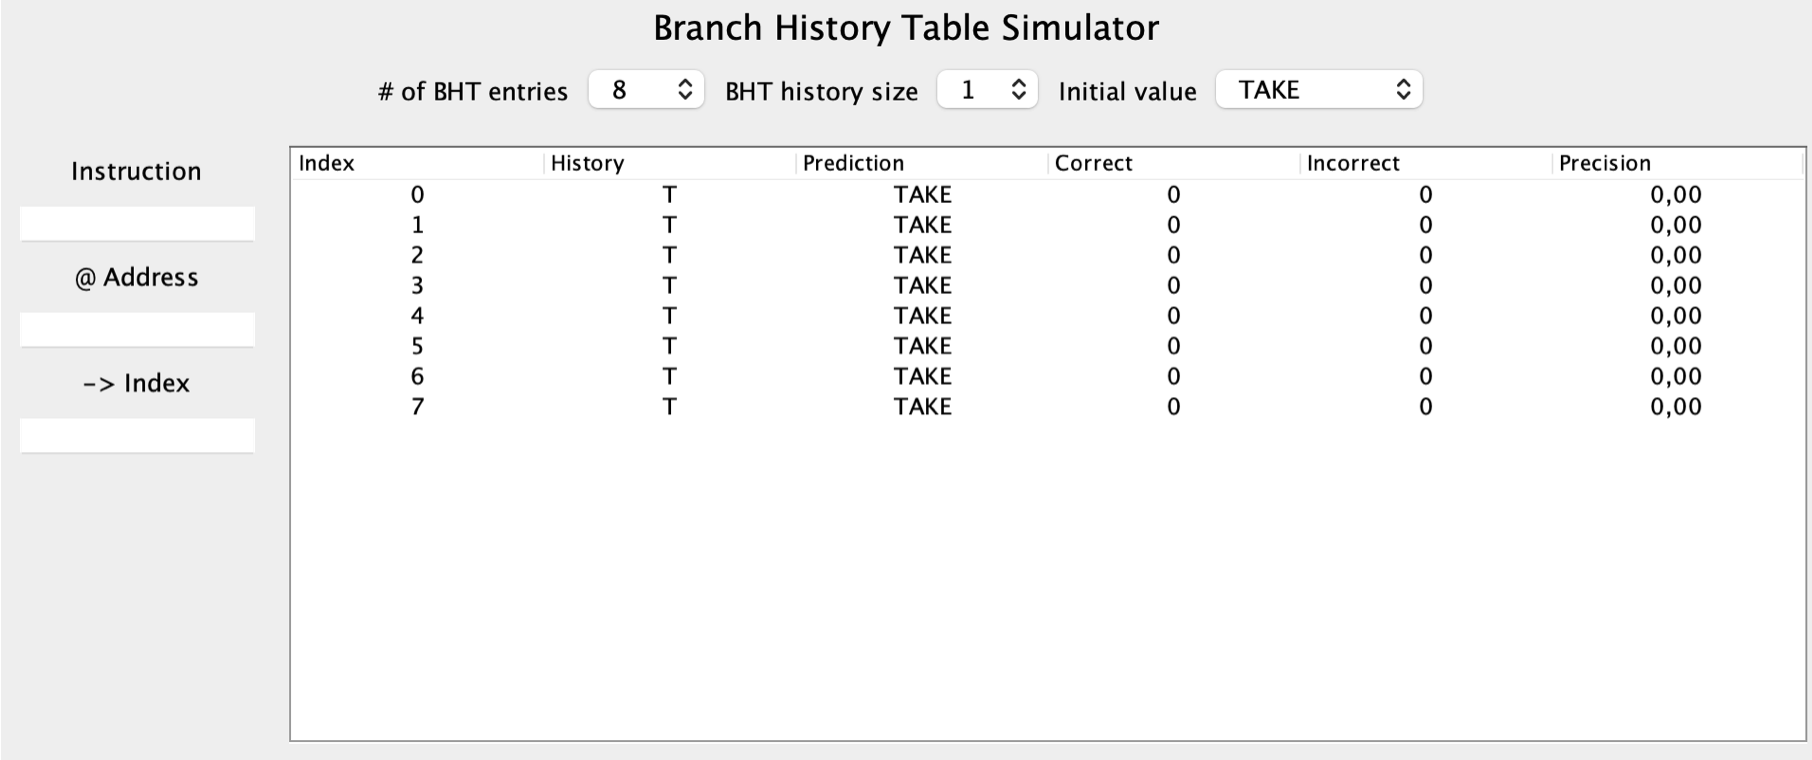 Branch History Table Simulator
# of BHT entries 8 BHT history size 1 Initial value TAKE
Instruction
@ Address
-> Index
Index History Prediction Correct Incorrect Precision
0 T TAKE 0 0 0,00
1 T TAKE 0 0 0,00
2 T TAKE 0 0 0,00
3 T TAKE 0 0 0,00
4 T TAKE 0 0 0,00
5 T TAKE 0 0 0,00
6 T TAKE 0 0 0,00
7 T TAKE 0 0 0,00